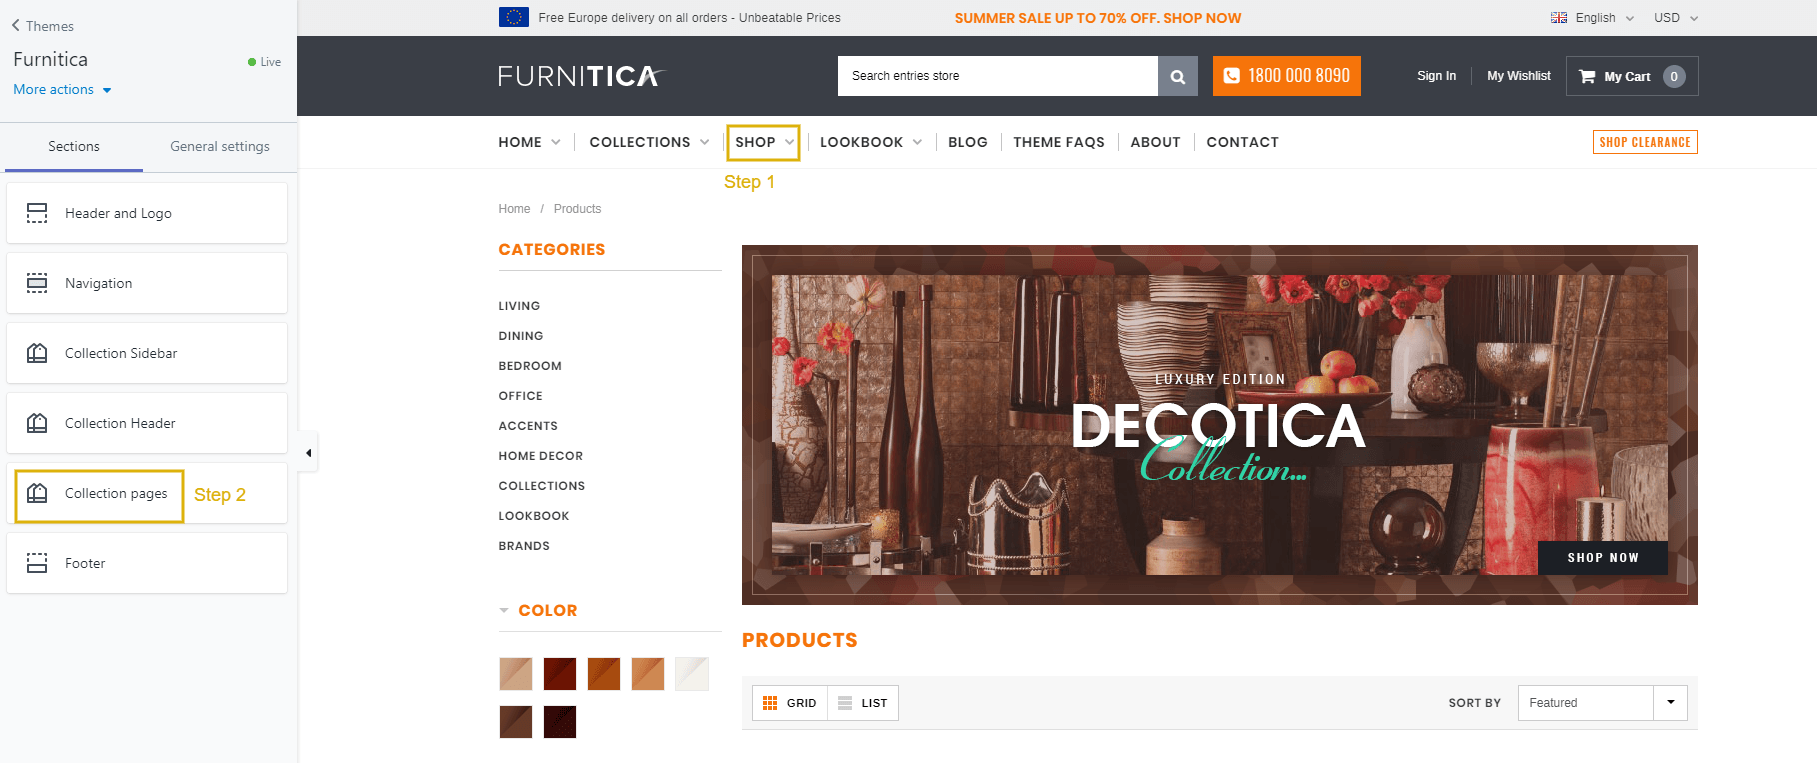 Themes
Furnitica
Live
More actions
Sections
General settings
Header and Logo
Navigation
Collection Sidebar
Collection Header
Collection pages
Step 2
Footer
Free Europe delivery on all orders - Unbeatable Prices
SUMMER SALE UP TO 70% OFF. SHOP NOW
English
USD
FURNITICA
Search entries store
1800 000 8090
Sign In
My Wishlist
My Cart 0
HOME
COLLECTIONS
SHOP
LOOKBOOK
BLOG
THEME FAQS
ABOUT
CONTACT
SHOP CLEARANCE
Step 1
Home / Products
CATEGORIES
LIVING
DINING
BEDROOM
OFFICE
ACCENTS
HOME DECOR
COLLECTIONS
LOOKBOOK
BRANDS
COLOR
LUXURY EDITION
DECOTICA
Collection...
SHOP NOW
PRODUCTS
GRID
LIST
SORT BY
Featured